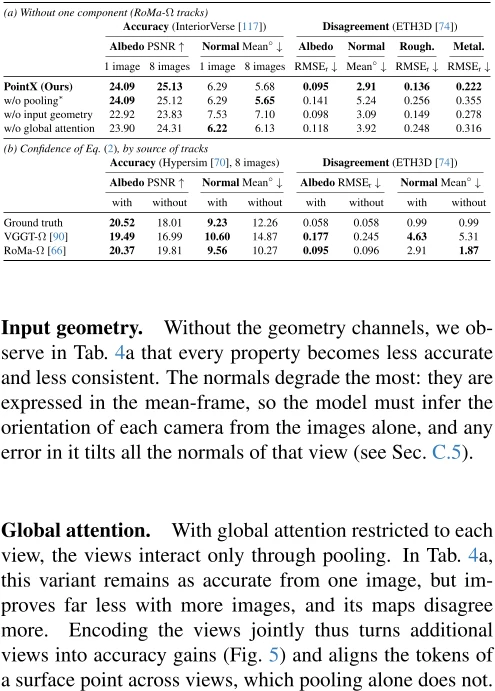 (a) Without one component (RoMa-Ω tracks)
Accuracy (InteriorVerse [117]) Disagreement (ETH3D [74])
Albedo PSNR ↑ Normal Mean° ↓ Albedo Normal Rough. Metal.
1 image 8 images 1 image 8 images RMSEr ↓ Mean° ↓ RMSEr ↓ RMSEr ↓
PointX (Ours) 24.09 25.13 6.29 5.68 0.095 2.91 0.136 0.222
w/o pooling* 24.09 25.12 6.29 5.65 0.141 5.24 0.256 0.355
w/o input geometry 22.92 23.83 7.53 7.10 0.098 3.09 0.149 0.278
w/o global attention 23.90 24.31 6.22 6.13 0.118 3.92 0.248 0.316
(b) Confidence of Eq. (2), by source of tracks
Accuracy (Hypersim [70], 8 images) Disagreement (ETH3D [74])
Albedo PSNR ↑ Normal Mean° ↓ Albedo RMSEr ↓ Normal Mean° ↓
with without with without with without with without
Ground truth 20.52 18.01 9.23 12.26 0.058 0.058 0.99 0.99
VGGT-Ω [90] 19.49 16.99 10.60 14.87 0.177 0.245 4.63 5.31
RoMa-Ω [66] 20.37 19.81 9.56 10.27 0.095 0.096 2.91 1.87
Input geometry. Without the geometry channels, we ob-
serve in Tab. 4a that every property becomes less accurate
and less consistent. The normals degrade the most: they are
expressed in the mean-frame, so the model must infer the
orientation of each camera from the images alone, and any
error in it tilts all the normals of that view (see Sec. C.5).
Global attention. With global attention restricted to each
view, the views interact only through pooling. In Tab. 4a,
this variant remains as accurate from one image, but im-
proves far less with more images, and its maps disagree
more. Encoding the views jointly thus turns additional
views into accuracy gains (Fig. 5) and aligns the tokens of
a surface point across views, which pooling alone does not.